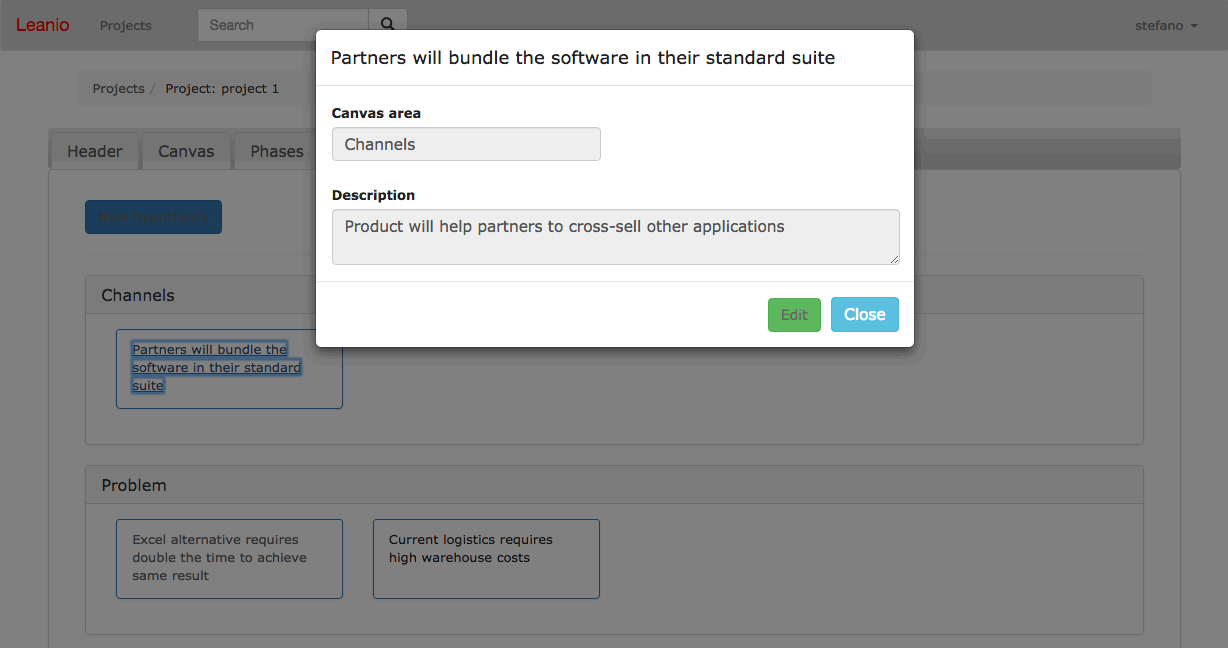 Leanio
Projects
Search
stefano
Partners will bundle the software in their standard suite
Projects / Project: project 1
Canvas area
Channels
Header
Canvas
Phases
Description
Product will help partners to cross-sell other applications
New hypothesis
Channels
Edit
Close
Partners will bundle the
software in their standard
suite
Problem
Excel alternative requires
double the time to achieve
same result
Current logistics requires
high warehouse costs